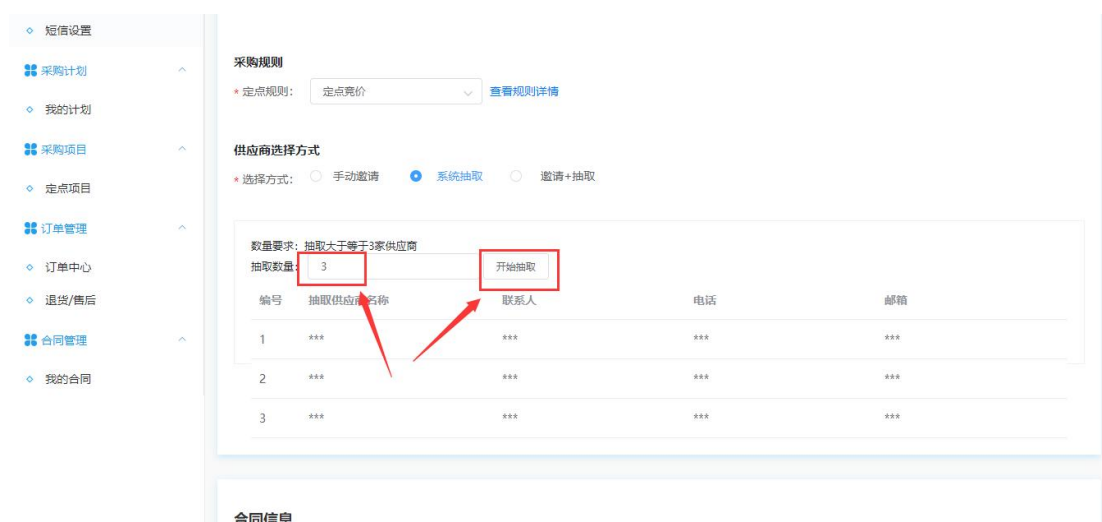 短信设置
采购计划
我的计划
采购项目
定点项目
订单管理
订单中心
退货/售后
合同管理
我的合同
采购规则
* 定点规则： 定点竞价 查看规则详情
供应商选择方式
* 选择方式： 手动邀请 系统抽取 邀请+抽取
数量要求：抽取大于等于3家供应商
抽取数量： 3 开始抽取
编号 抽取供应商名称 联系人 电话 邮箱
1 *** *** *** ***
2 *** *** *** ***
3 *** *** *** ***
合同信息